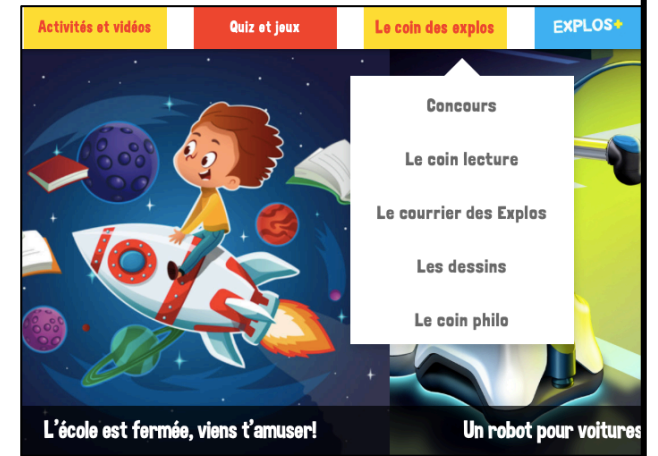 Activités et vidéos
Quiz et jeux
Le coin des explos
EXPLOS+
Concours
Le coin lecture
Le courrier des Explos
Les dessins
Le coin philo
L'école est fermée, viens t'amuser!
Un robot pour voitures